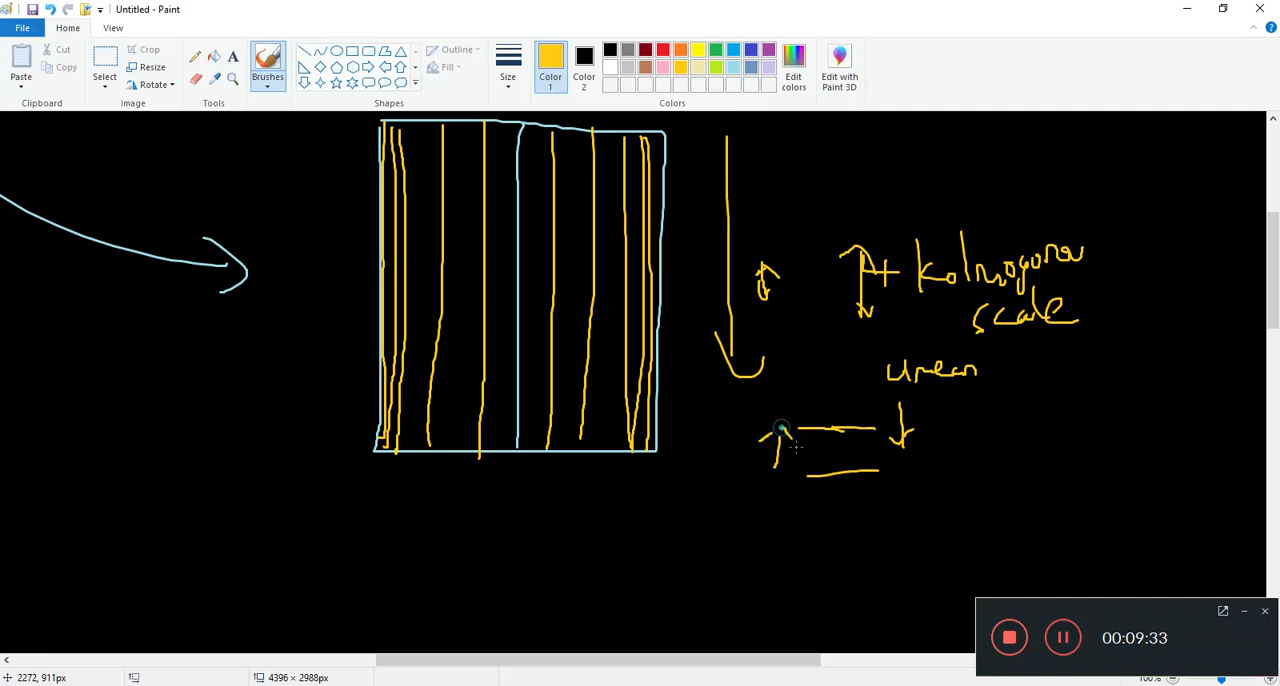 Untitled - Paint
File Home View
Paste
Cut
Copy
Clipboard
Select
Crop
Resize
Rotate
Image
Tools
Brushes
Outline
Fill
Shapes
Size
Color 1
Color 2
Edit colors
Edit with Paint 3D
Colors
+ Kolmogorov
scale
00:09:33
2272, 911px
4396 × 2988px
100%